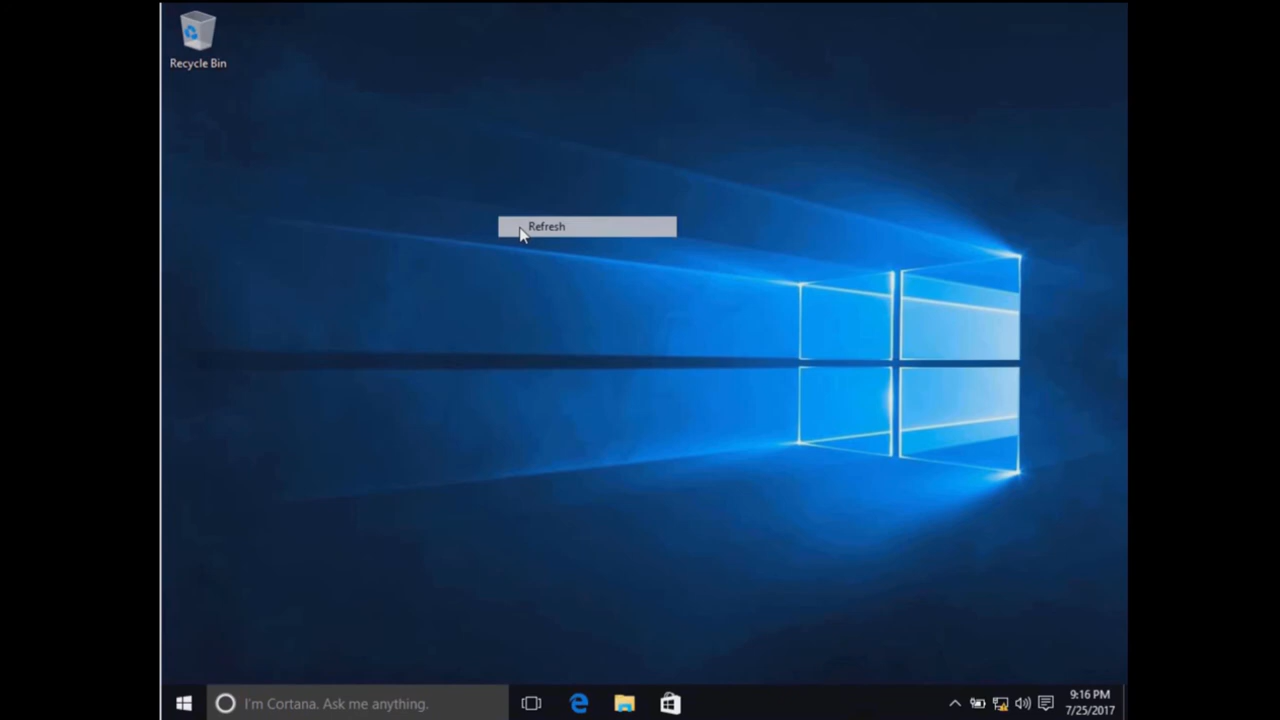 Recycle Bin
Refresh
I'm Cortana. Ask me anything.
9:16 PM
7/25/2017